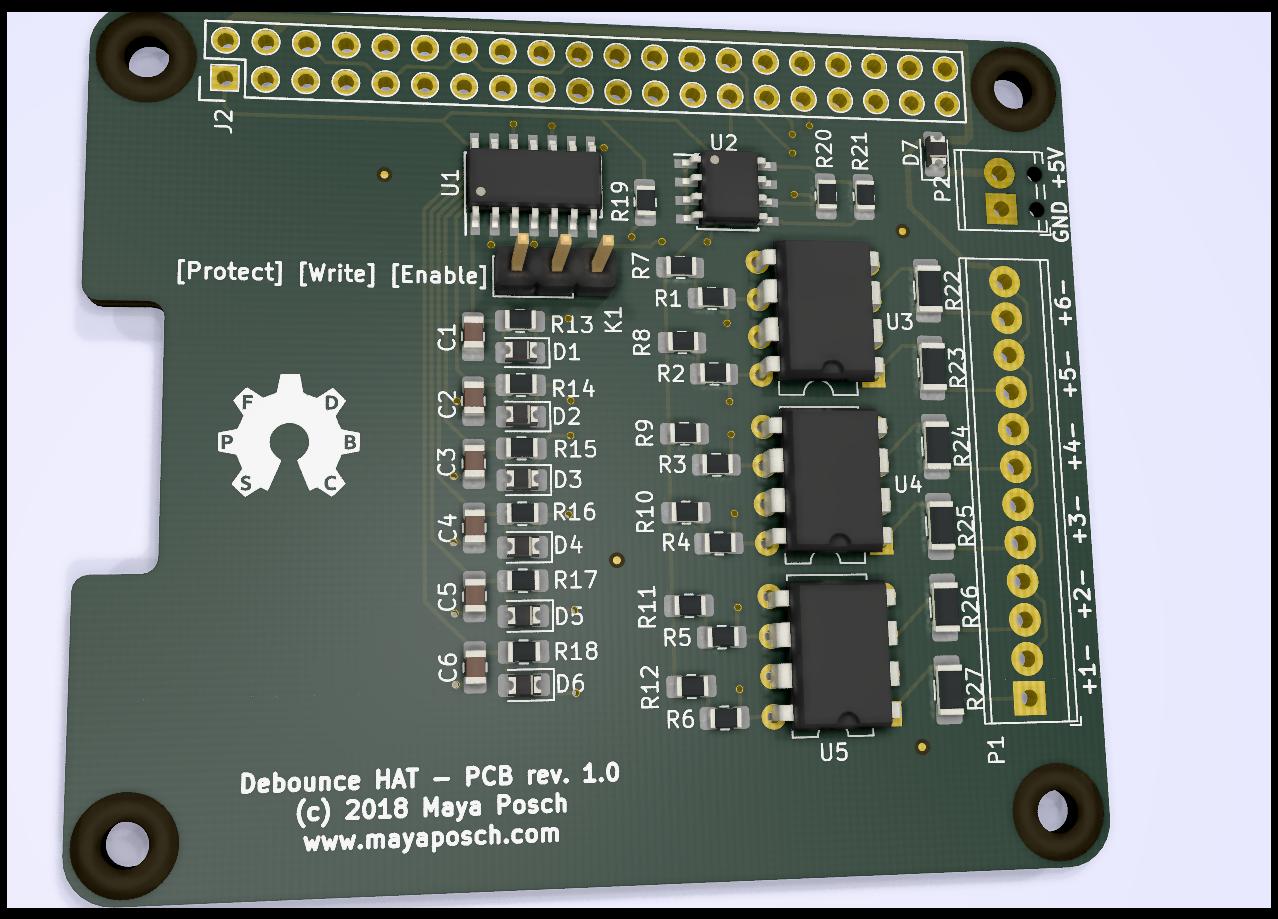 J2
U1
R19
U2
R20
R21
D7
P2
GND +5V
[Protect] [Write] [Enable]
K1
R7
R1
R8
R2
U3
R22
R23
+6-
+5-
C1
R13
D1
C2
R14
D2
C3
R15
D3
C4
R16
D4
C5
R17
D5
C6
R18
D6
F D
P B
S C
R9
R3
R10
R4
U4
R24
R25
+4-
+3-
R11
R5
R12
R6
U5
R26
R27
+2-
+1-
P1
Debounce HAT – PCB rev. 1.0
(c) 2018 Maya Posch
www.mayaposch.com